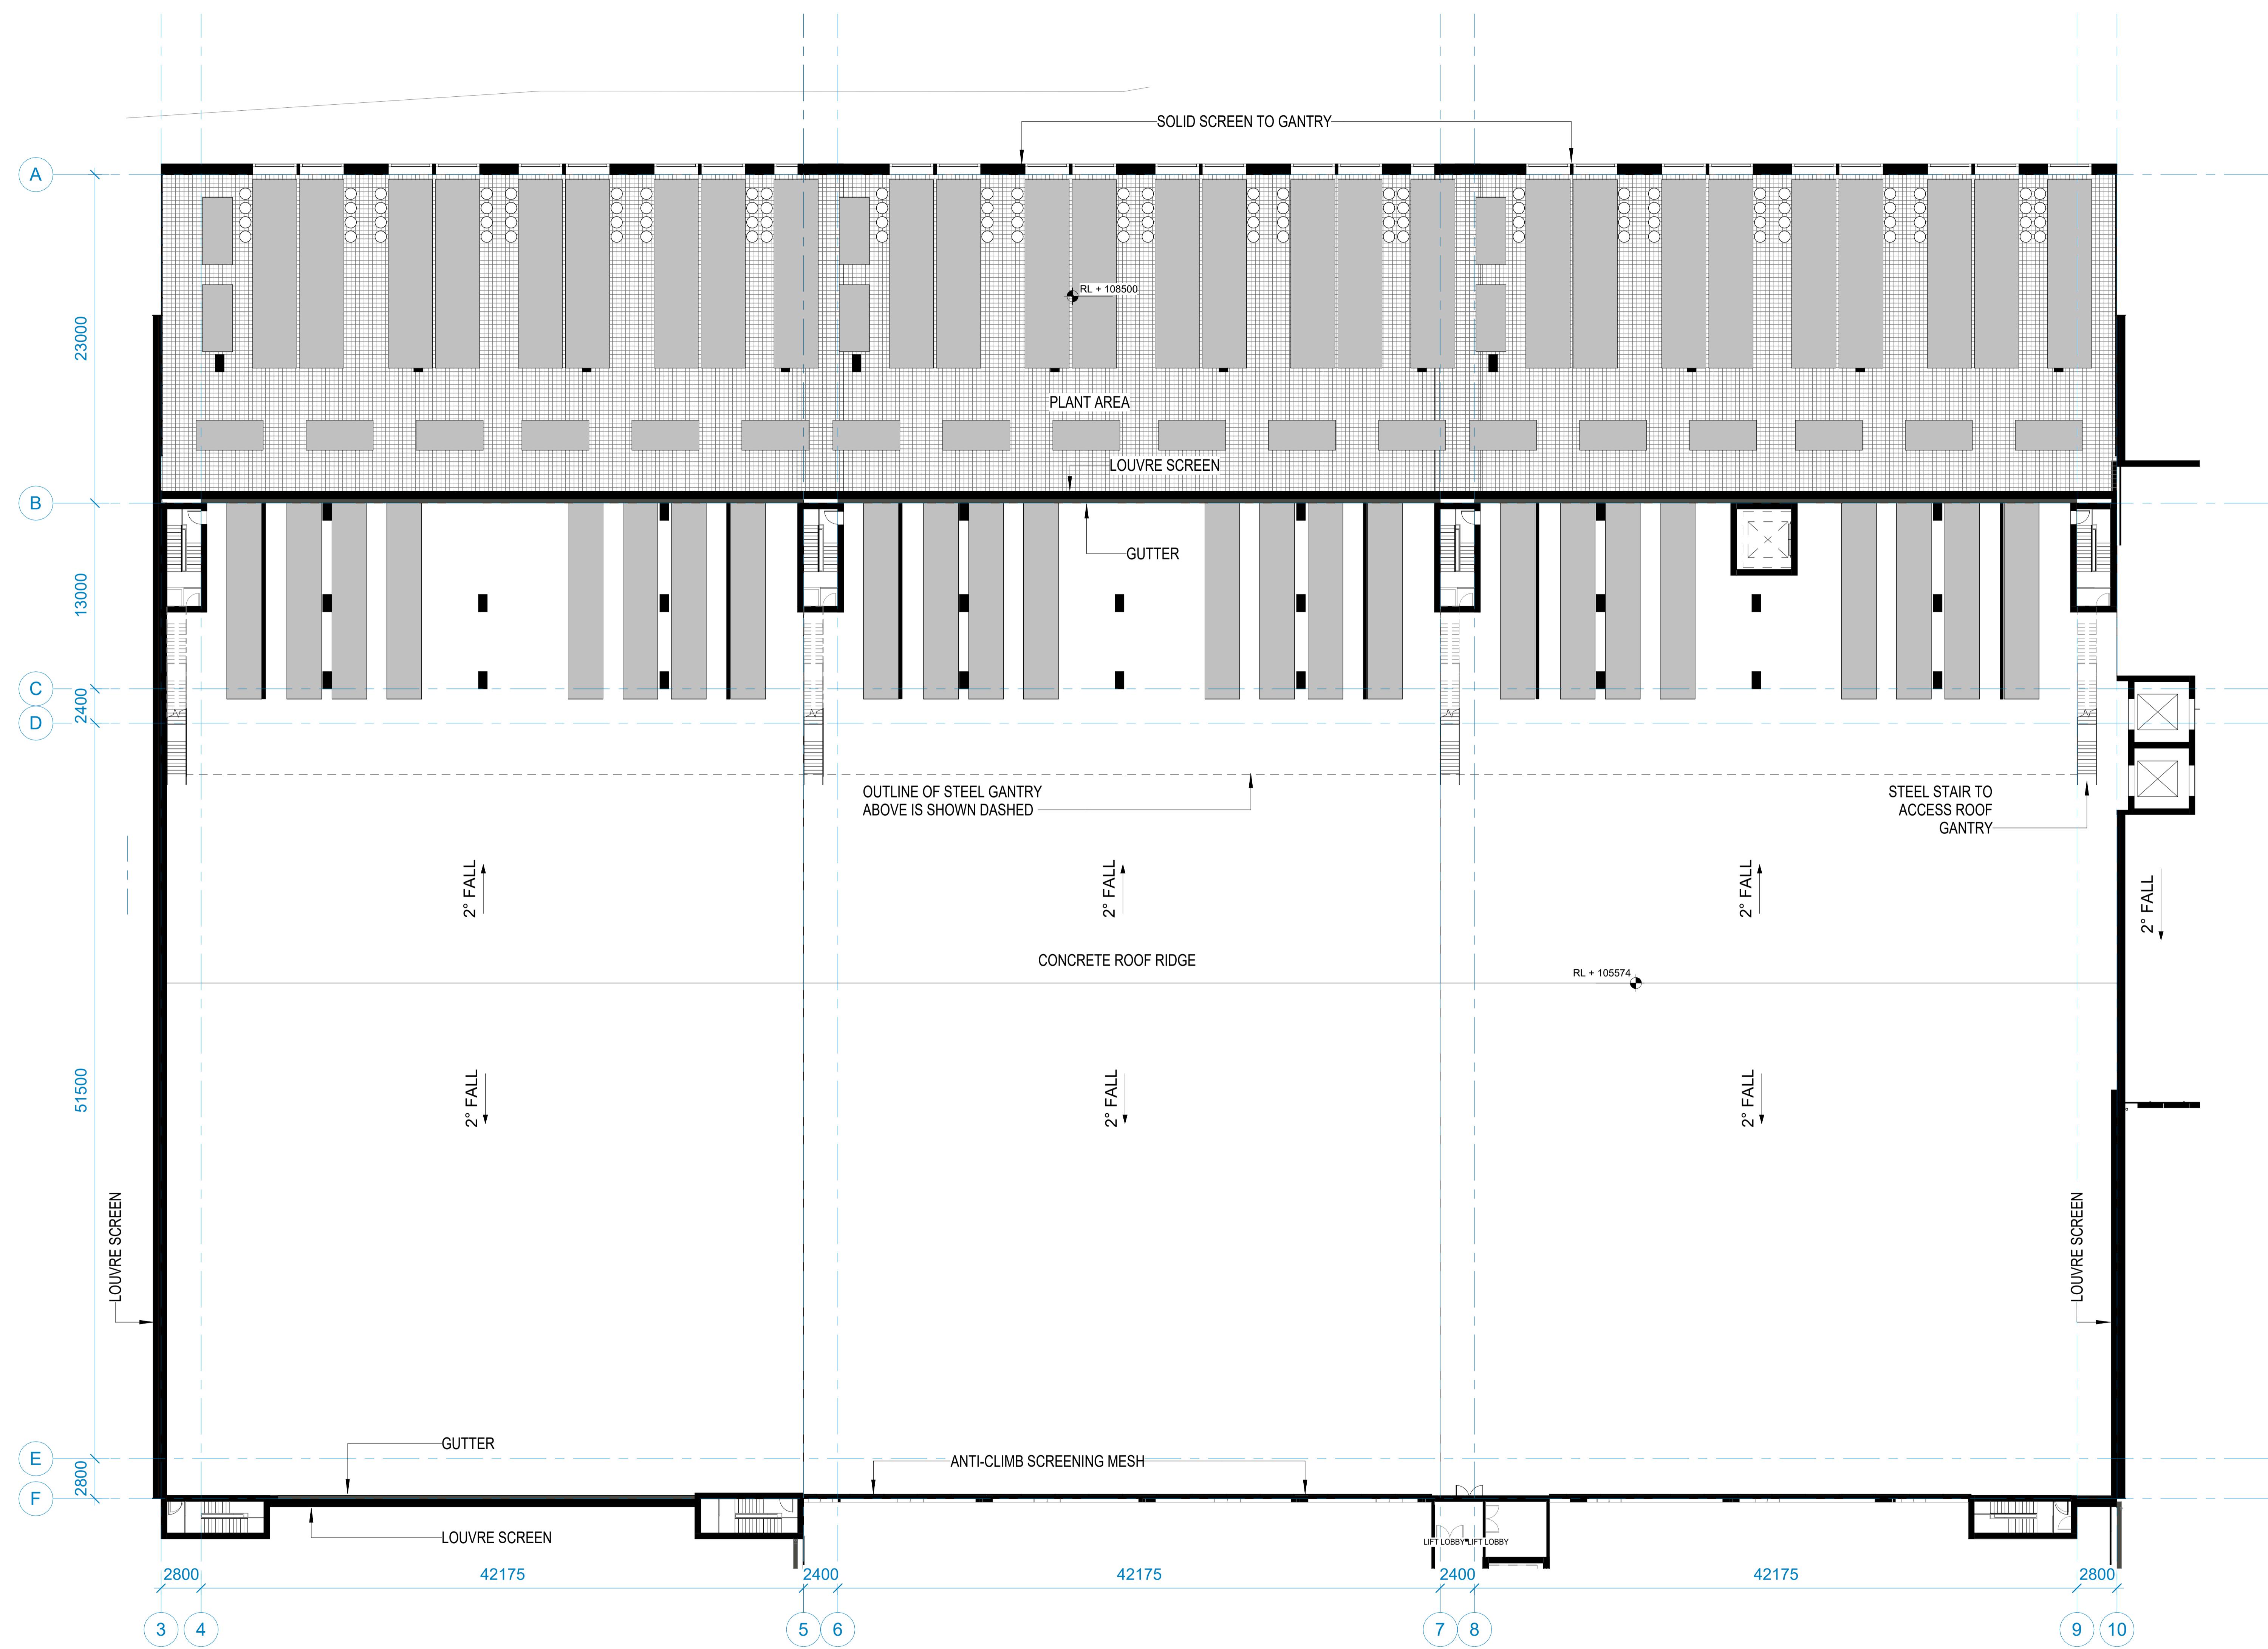 SOLID SCREEN TO GANTRY
A
RL + 108500
23000
PLANT AREA
LOUVRE SCREEN
B
GUTTER
13000
C
2400
D
OUTLINE OF STEEL GANTRY
ABOVE IS SHOWN DASHED
STEEL STAIR TO
ACCESS ROOF
GANTRY
2° FALL
2° FALL
2° FALL
2° FALL
CONCRETE ROOF RIDGE
RL + 105574
51500
2° FALL
2° FALL
2° FALL
LOUVRE SCREEN
LOUVRE SCREEN
GUTTER
ANTI-CLIMB SCREENING MESH
E
2800
F
LOUVRE SCREEN
LIFT LOBBY
LIFT LOBBY
2800
42175
2400
42175
2400
42175
2800
3
4
5
6
7
8
9
10